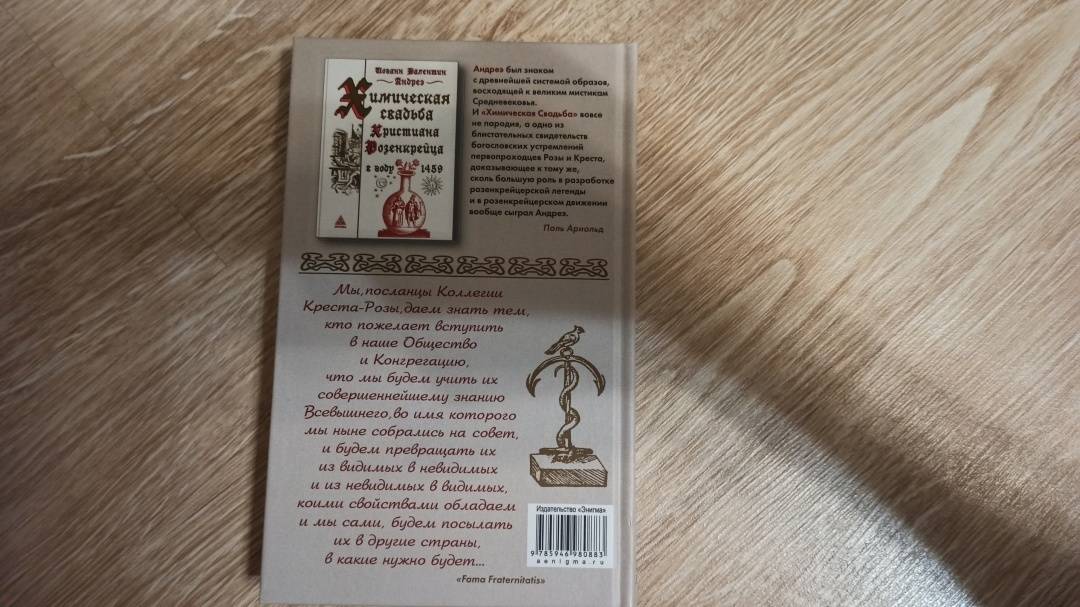 Иоганн Валентин
Андреэ
Химическая
свадьба
Христиана
Розенкрейца
в году 1459
Андреэ был знаком
с древнейшей системой образов,
восходящей к великим мистикам
Средневековья.
И «Химическая Свадьба» вовсе
не пародия, а одно из
блистательных свидетельств
богословских устремлений
первопроходцев Розы и Креста,
доказывающее к тому же,
сколь большую роль в разработке
розенкрейцерской легенды
и в розенкрейцерском движении
вообще сыграл Андреэ.
Поль Арнольд
Мы, посланцы Коллегии
Креста-Розы, даем знать тем,
кто пожелает вступить
в наше Общество
и Конгрегацию,
что мы будем учить их
совершеннейшему знанию
Всевышнего, во имя которого
мы ныне собрались на совет,
и будем превращать их
из видимых в невидимых
и из невидимых в видимых,
коими свойствами обладаем
и мы сами, будем посылать
их в другие страны,
в какие нужно будет...
«Fama Fraternitatis»
Издательство «Энигма»
9 785946 980883
aenigma.ru